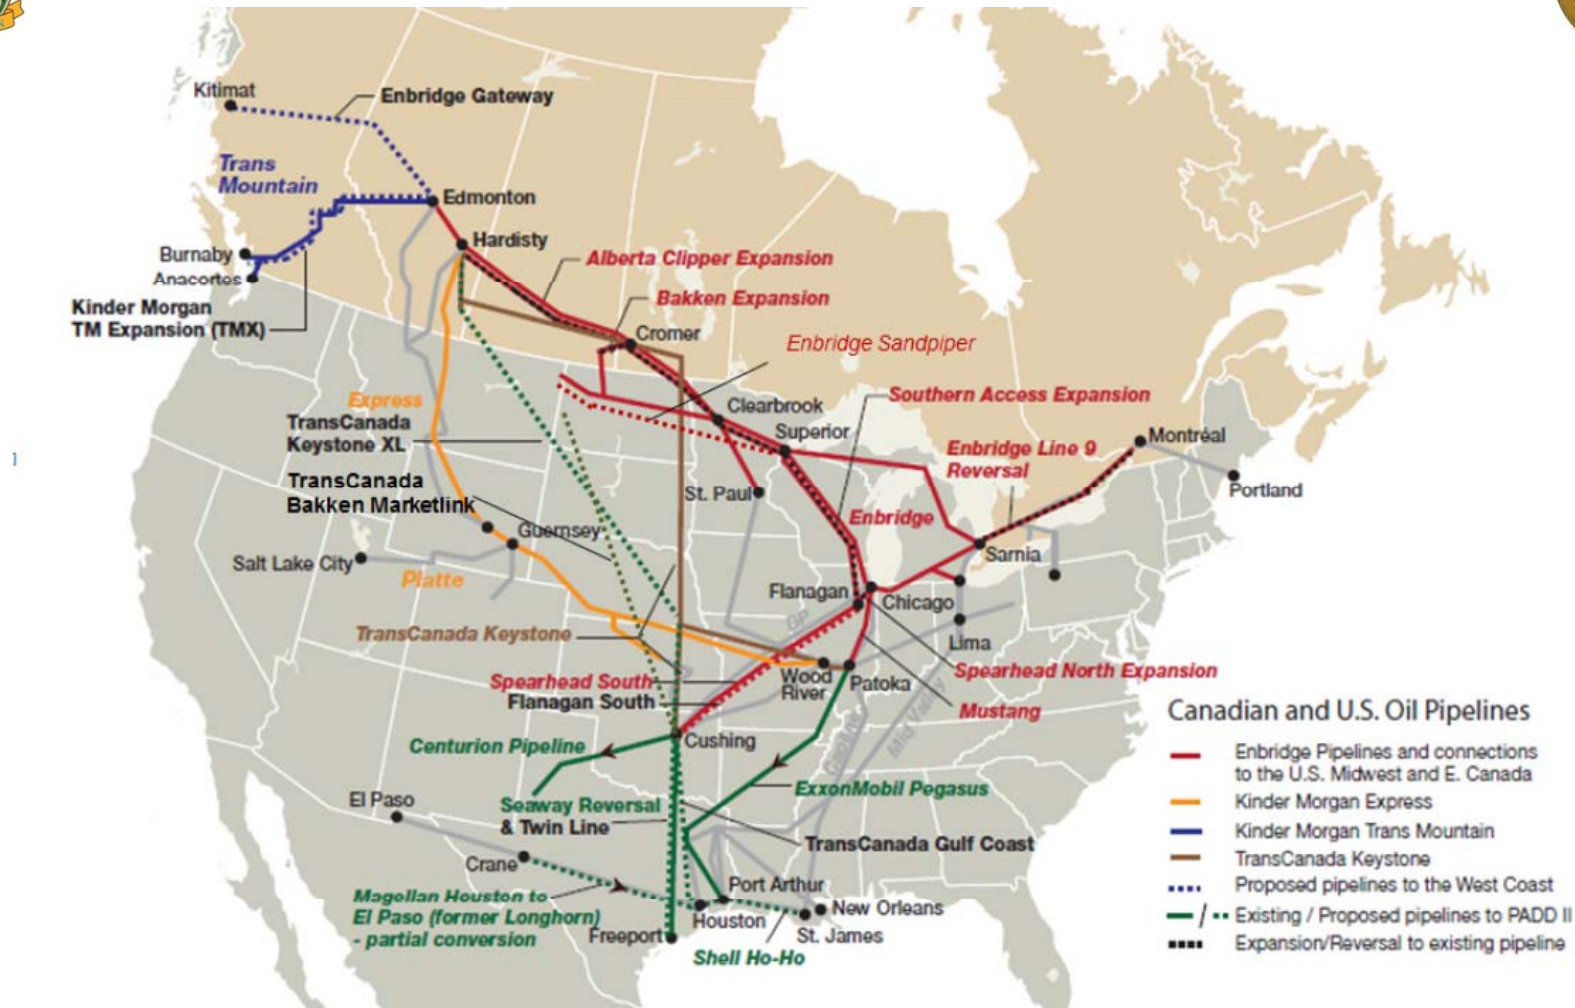 Kitimat
Enbridge Gateway
Trans
Mountain
Edmonton
Hardisty
Burnaby
Anacortes
Kinder Morgan
TM Expansion (TMX)
Alberta Clipper Expansion
Bakken Expansion
Cromer
Enbridge Sandpiper
Express
TransCanada
Keystone XL
Clearbrook
Superior
Southern Access Expansion
Enbridge Line 9
Reversal
Montréal
Portland
TransCanada
Bakken Marketlink
St. Paul
Enbridge
Guernsey
Sarnia
Salt Lake City
Platte
Flanagan
Chicago
GP
Lima
TransCanada Keystone
Spearhead South
Flanagan South
Wood
River
Patoka
Spearhead North Expansion
Mustang
Cushing
Centurion Pipeline
Capline
Mid Valley
ExxonMobil Pegasus
El Paso
Seaway Reversal
& Twin Line
TransCanada Gulf Coast
Crane
Port Arthur
Magellan Houston to
El Paso (former Longhorn)
- partial conversion
Houston
New Orleans
St. James
Freeport
Shell Ho-Ho
Canadian and U.S. Oil Pipelines
Enbridge Pipelines and connections
to the U.S. Midwest and E. Canada
Kinder Morgan Express
Kinder Morgan Trans Mountain
TransCanada Keystone
Proposed pipelines to the West Coast
Existing / Proposed pipelines to PADD II
Expansion/Reversal to existing pipeline